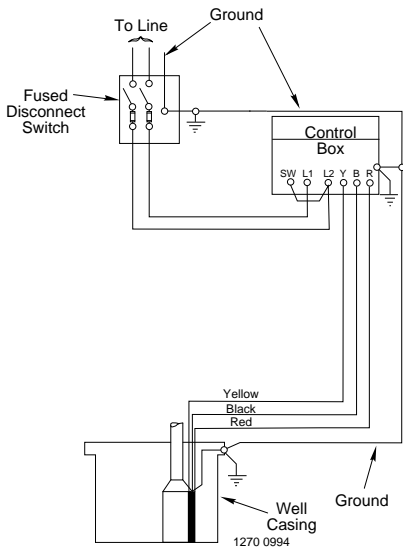 To Line
Ground
Fused
Disconnect
Switch
Control
Box
SW L1 L2 Y B R
Yellow
Black
Red
Well
Casing
Ground
1270 0994